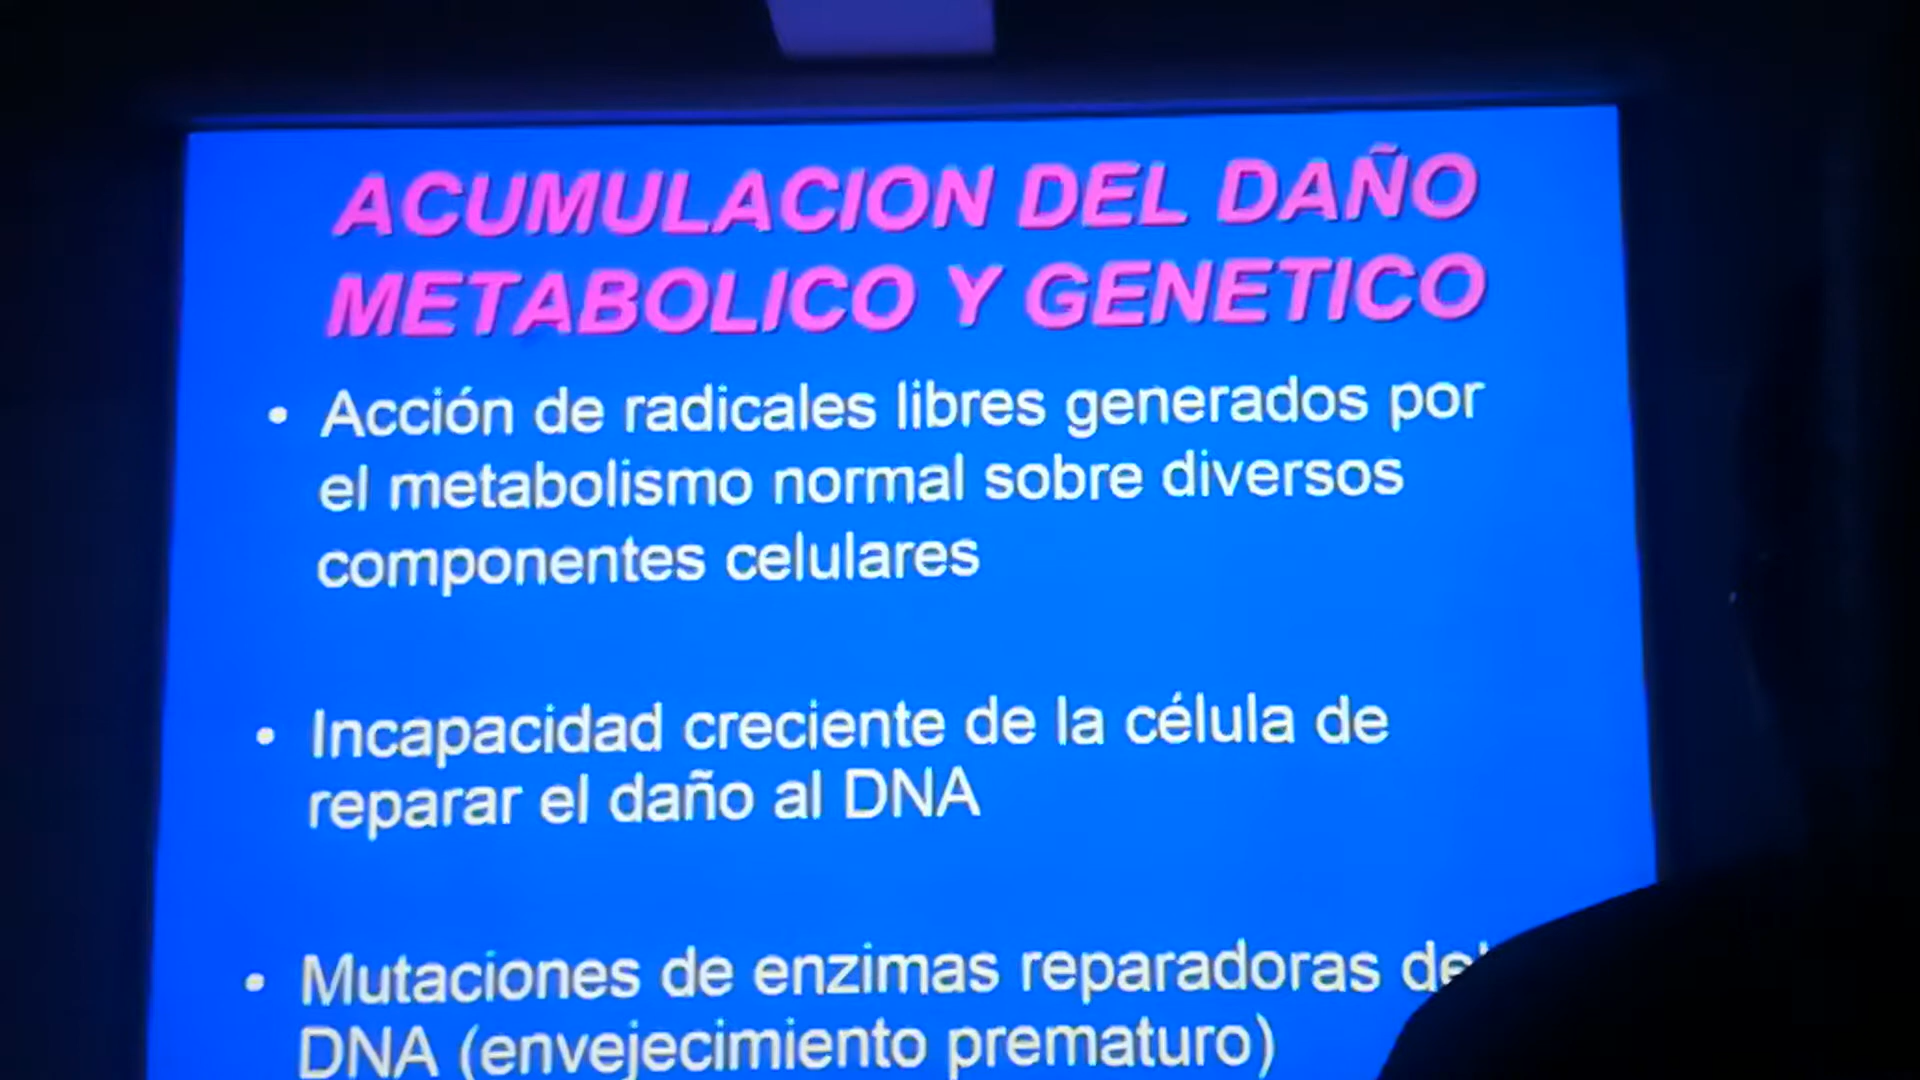 ACUMULACION DEL DAÑO
METABOLICO Y GENETICO
• Acción de radicales libres generados por
el metabolismo normal sobre diversos
componentes celulares
• Incapacidad creciente de la célula de
reparar el daño al DNA
• Mutaciones de enzimas reparadoras del
DNA (envejecimiento prematuro)